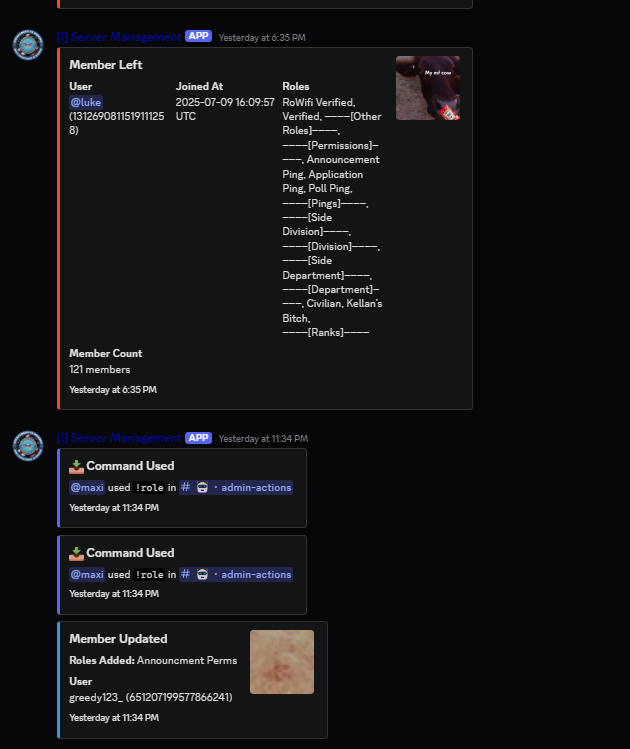 [!] Server Management APP Yesterday at 6:35 PM
Member Left
User
@luke
(131269081151911125
8)
Joined At
2025-07-09 16:09:57
UTC
Roles
RoWifi Verified,
Verified, ----[Other
Roles]----,
----[Permissions]-
---, Announcement
Ping, Application
Ping, Poll Ping,
----[Pings]----,
----[Side
Division]----,
----[Division]----,
----[Side
Department]----,
----[Department]-
---, Civilian, Kellan's
Bitch,
----[Ranks]----
Member Count
121 members
Yesterday at 6:35 PM
[!] Server Management APP Yesterday at 11:34 PM
Command Used
@maxi used !role in # · admin-actions
Yesterday at 11:34 PM
Command Used
@maxi used !role in # · admin-actions
Yesterday at 11:34 PM
Member Updated
Roles Added: Announcment Perms
User
greedy123_ (651207199577866241)
Yesterday at 11:34 PM